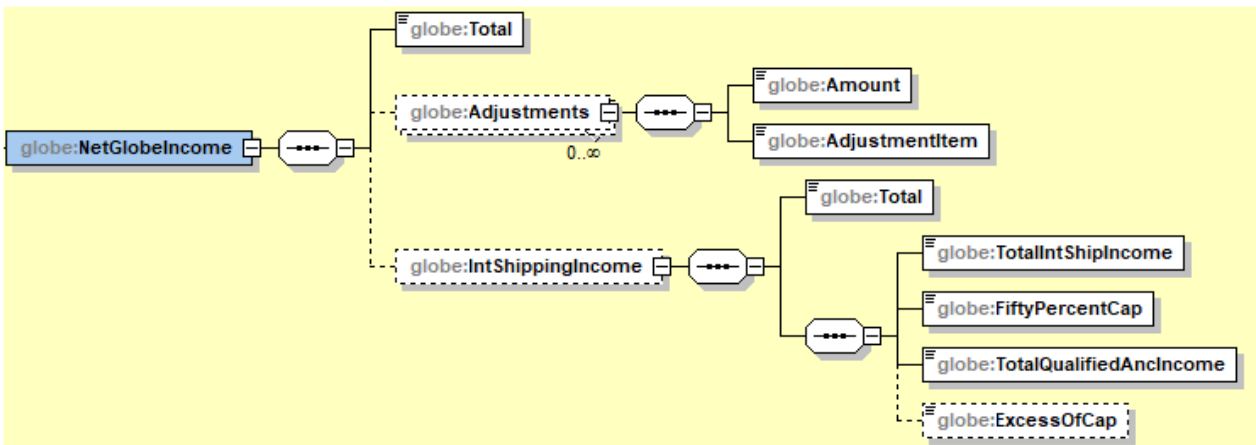 globe:Total
globe:Adjustments
0..∞
globe:Amount
globe:AdjustmentItem
globe:NetGlobeIncome
globe:IntShippingIncome
globe:Total
globe:TotalIntShipIncome
globe:FiftyPercentCap
globe:TotalQualifiedAncIncome
globe:ExcessOfCap